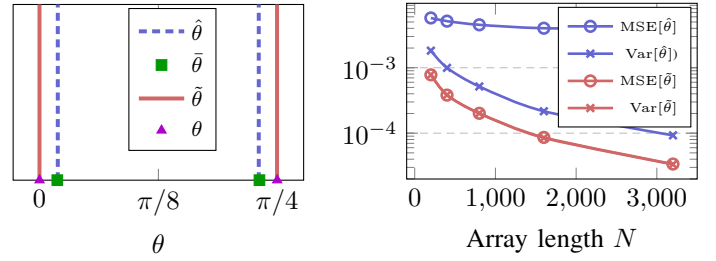 θ̂
θ̄
θ̃
θ
0
π/8
π/4
θ
10⁻³
10⁻⁴
MSE[θ̂]
Var[θ̂])
MSE[θ̃]
Var[θ̃]
0
1,000
2,000
3,000
Array length N